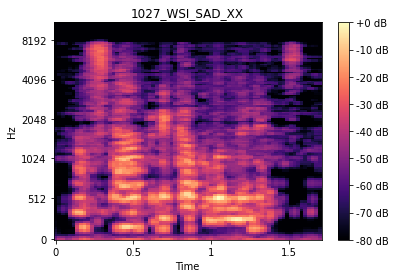 1027_WSI_SAD_XX
Hz
8192
4096
2048
1024
512
0
0
0.5
1
1.5
Time
+0 dB
-10 dB
-20 dB
-30 dB
-40 dB
-50 dB
-60 dB
-70 dB
-80 dB